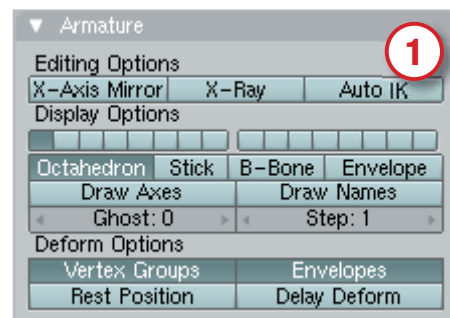 Armature
1
Editing Options
X-Axis Mirror X-Ray Auto IK
Display Options
Octahedron Stick B-Bone Envelope
Draw Axes Draw Names
Ghost: 0 Step: 1
Deform Options
Vertex Groups Envelopes
Rest Position Delay Deform